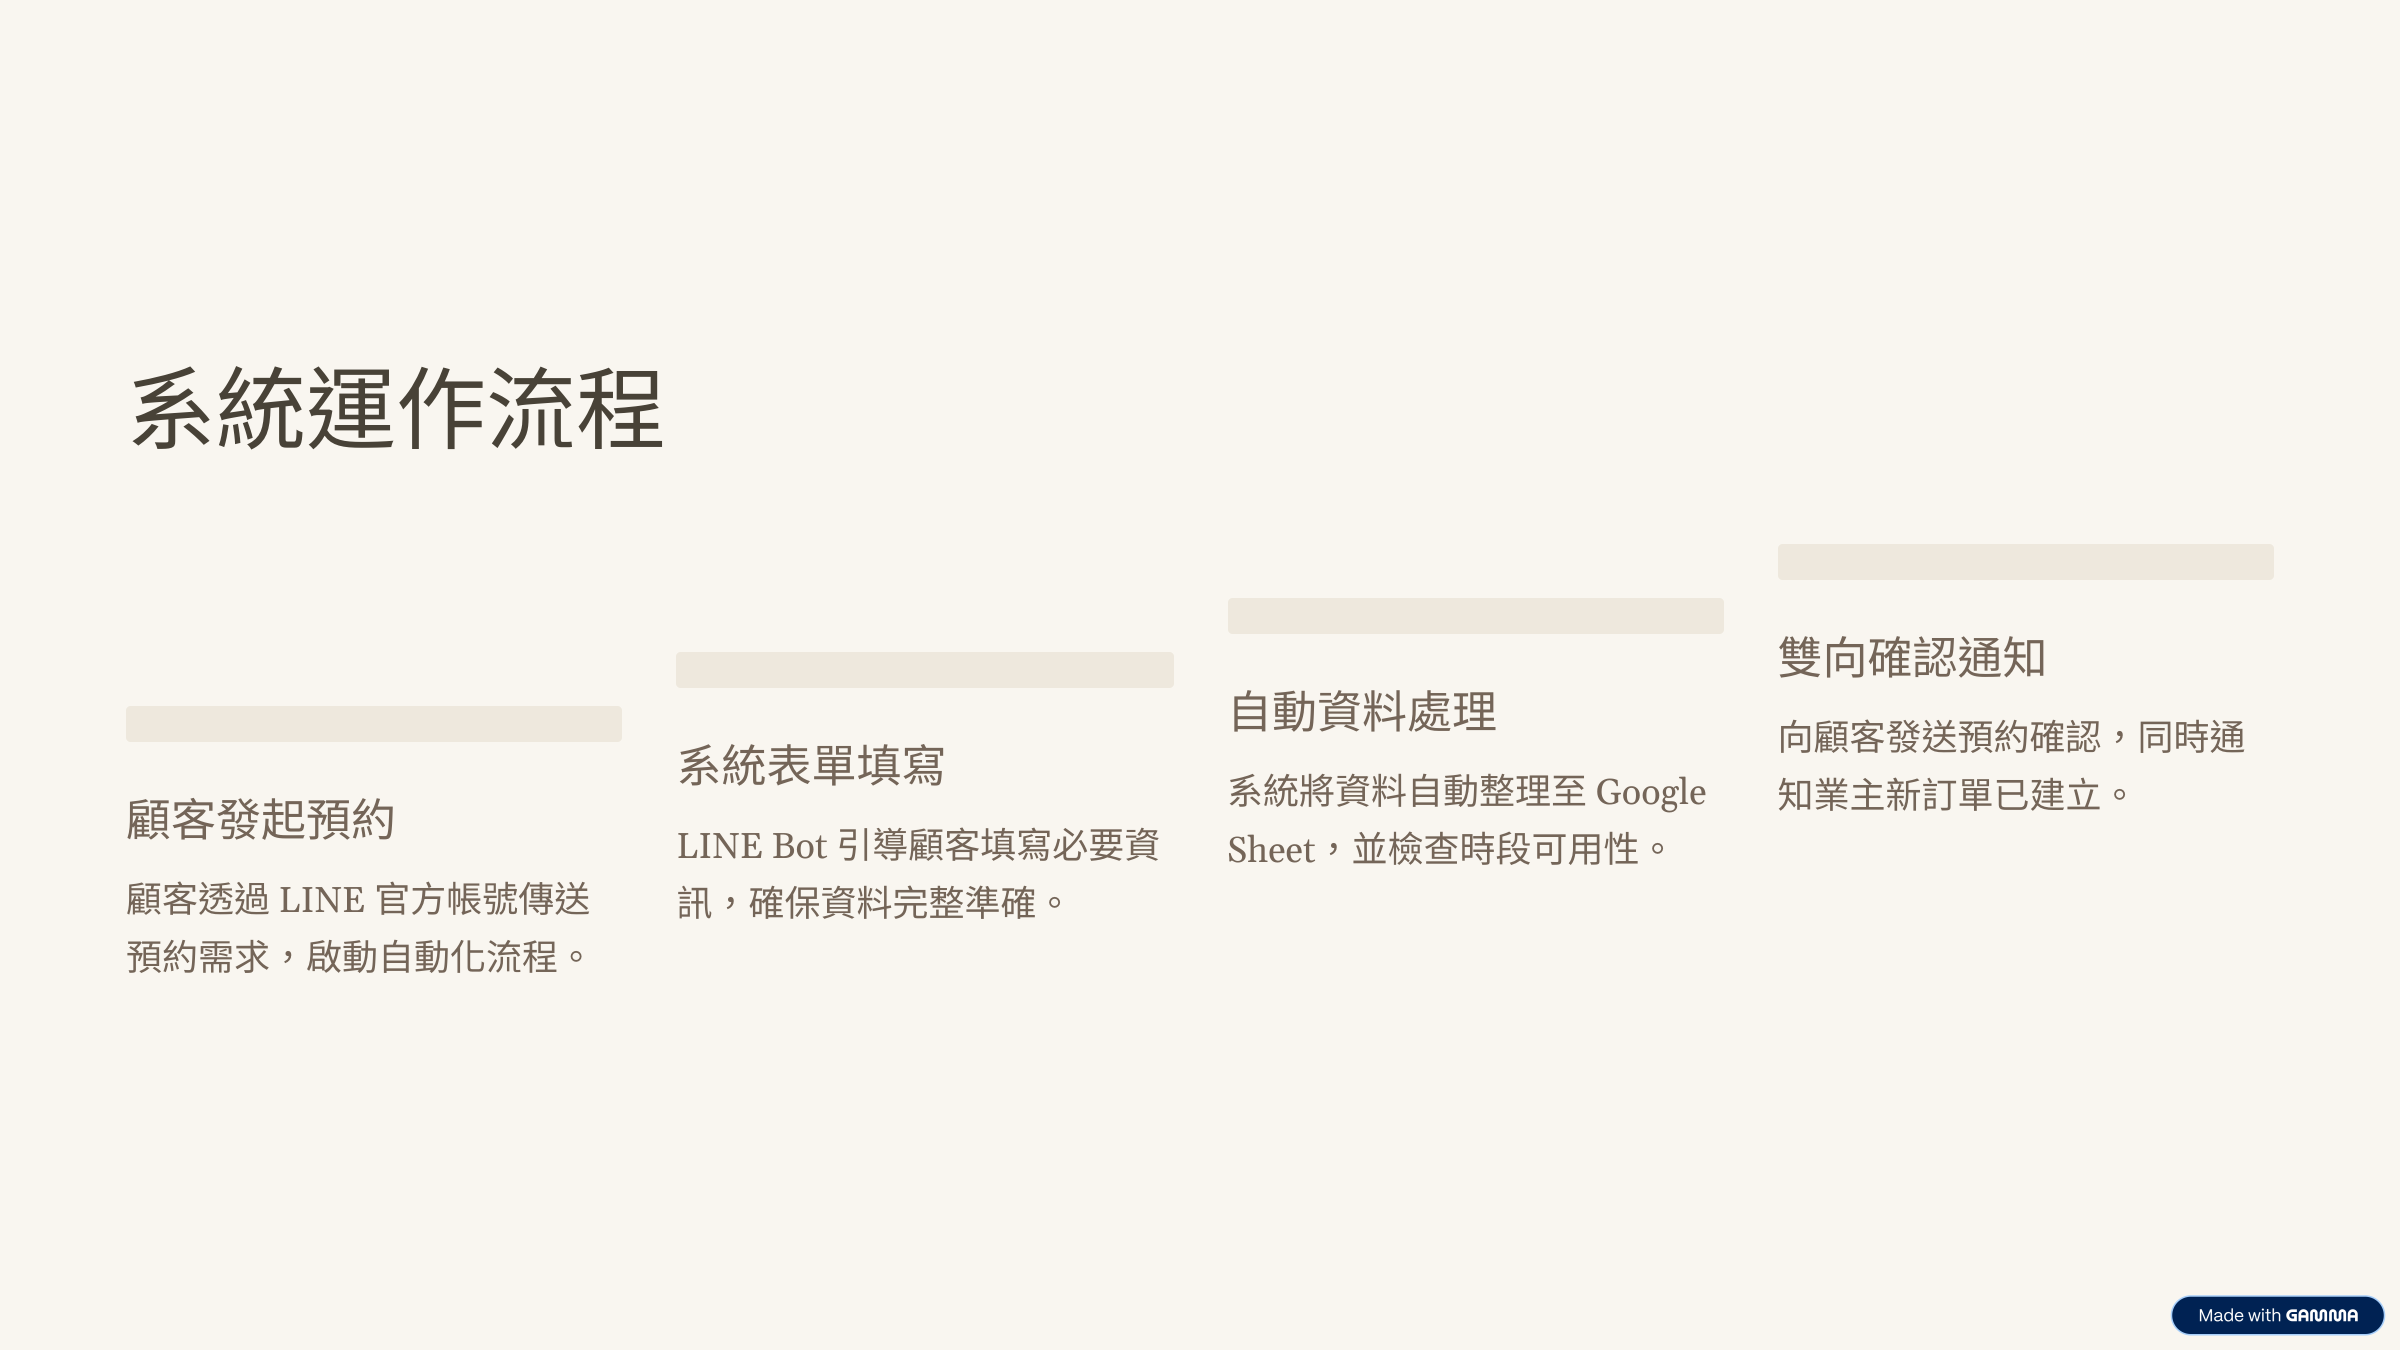 系統運作流程
顧客發起預約
顧客透過 LINE 官方帳號傳送
預約需求，啟動自動化流程。
系統表單填寫
LINE Bot 引導顧客填寫必要資
訊，確保資料完整準確。
自動資料處理
系統將資料自動整理至 Google
Sheet，並檢查時段可用性。
雙向確認通知
向顧客發送預約確認，同時通
知業主新訂單已建立。
Made with GAMMA